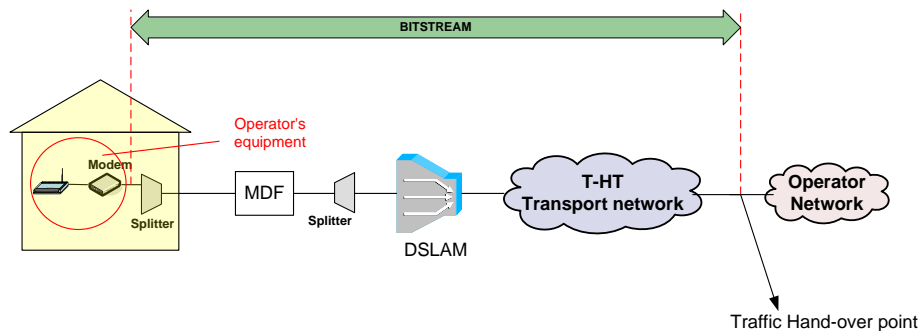 BITSTREAM
Operator's
equipment
Modem
Splitter
MDF
Splitter
DSLAM
T-HT
Transport network
Operator
Network
Traffic Hand-over point